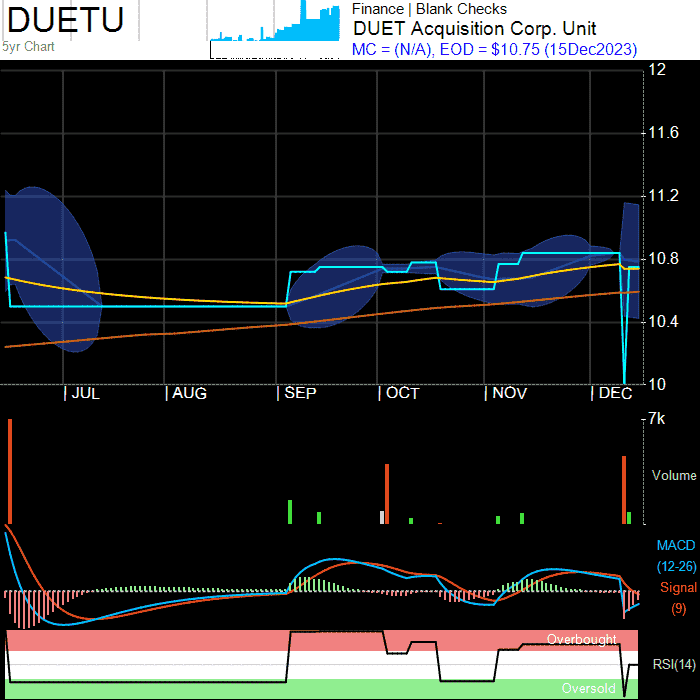 DUETU
5yr Chart
Finance | Blank Checks
DUET Acquisition Corp. Unit
MC = (N/A), EOD = $10.75 (15Dec2023)
12
11.6
11.2
10.8
10.4
10
JUL
AUG
SEP
OCT
NOV
DEC
7k
Volume
MACD
(12-26)
Signal
(9)
Overbought
RSI(14)
Oversold